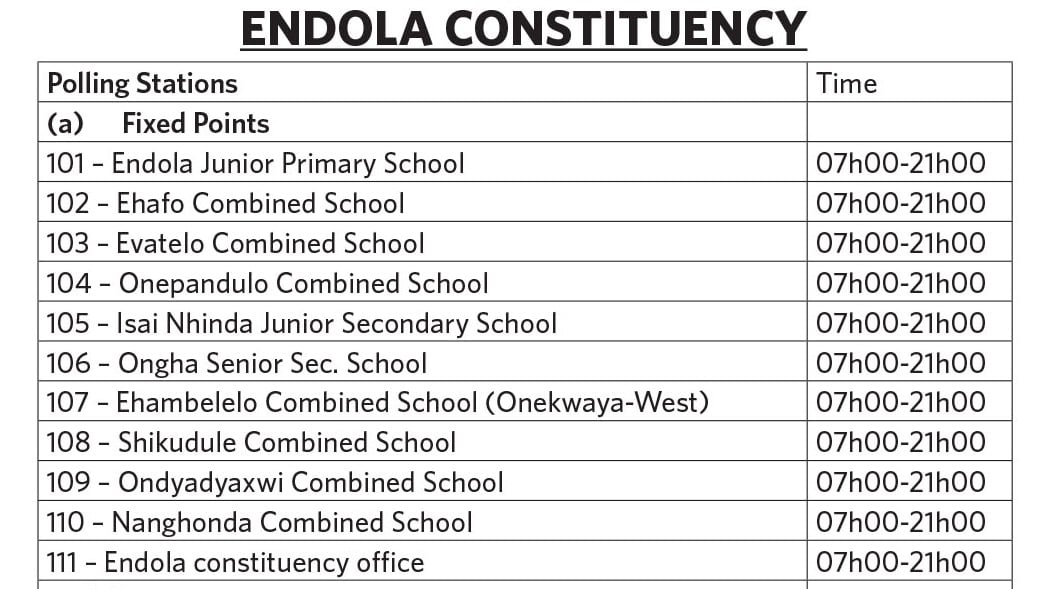 ENDOLA CONSTITUENCY
Polling Stations Time
(a) Fixed Points
101 – Endola Junior Primary School 07h00-21h00
102 – Ehafo Combined School 07h00-21h00
103 – Evatelo Combined School 07h00-21h00
104 – Onepandulo Combined School 07h00-21h00
105 – Isai Nhinda Junior Secondary School 07h00-21h00
106 – Ongha Senior Sec. School 07h00-21h00
107 – Ehambelelo Combined School (Onekwaya-West) 07h00-21h00
108 – Shikudule Combined School 07h00-21h00
109 – Ondyadyaxwi Combined School 07h00-21h00
110 – Nanghonda Combined School 07h00-21h00
111 – Endola constituency office 07h00-21h00